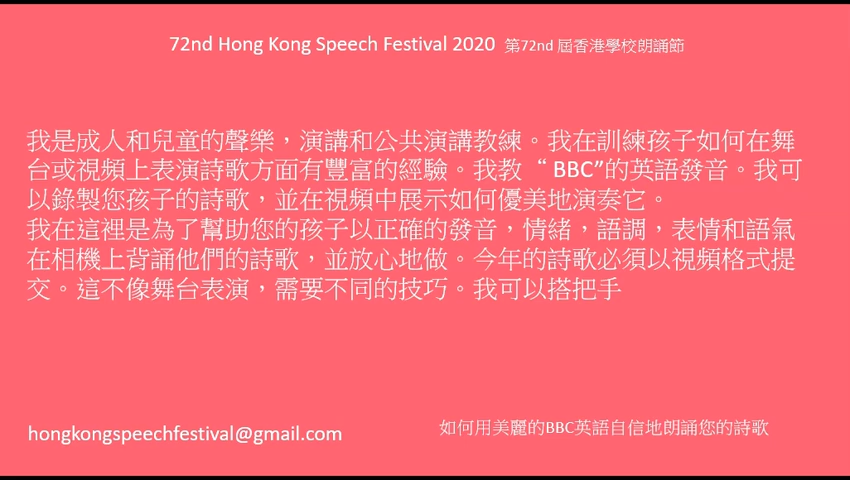 72nd Hong Kong Speech Festival 2020 第72nd 屆香港學校朗誦節
我是成人和兒童的聲樂，演講和公共演講教練。我在訓練孩子如何在舞
台或視頻上表演詩歌方面有豐富的經驗。我教 “ BBC”的英語發音。我可
以錄製您孩子的詩歌，並在視頻中展示如何優美地演奏它。
我在這裡是為了幫助您的孩子以正確的發音，情緒，語調，表情和語氣
在相機上背誦他們的詩歌，並放心地做。今年的詩歌必須以視頻格式提
交。這不像舞台表演，需要不同的技巧。我可以搭把手
hongkongspeechfestival@gmail.com
如何用美麗的BBC英語自信地朗誦您的詩歌